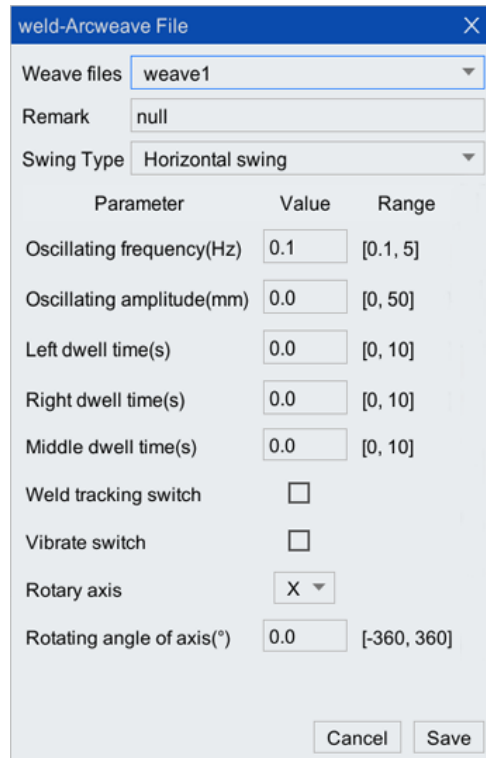 weld-Arcweave File X
Weave files weave1
Remark null
Swing Type Horizontal swing
Parameter Value Range
Oscillating frequency(Hz) 0.1 [0.1, 5]
Oscillating amplitude(mm) 0.0 [0, 50]
Left dwell time(s) 0.0 [0, 10]
Right dwell time(s) 0.0 [0, 10]
Middle dwell time(s) 0.0 [0, 10]
Weld tracking switch
Vibrate switch
Rotary axis X
Rotating angle of axis(°) 0.0 [-360, 360]
Cancel Save